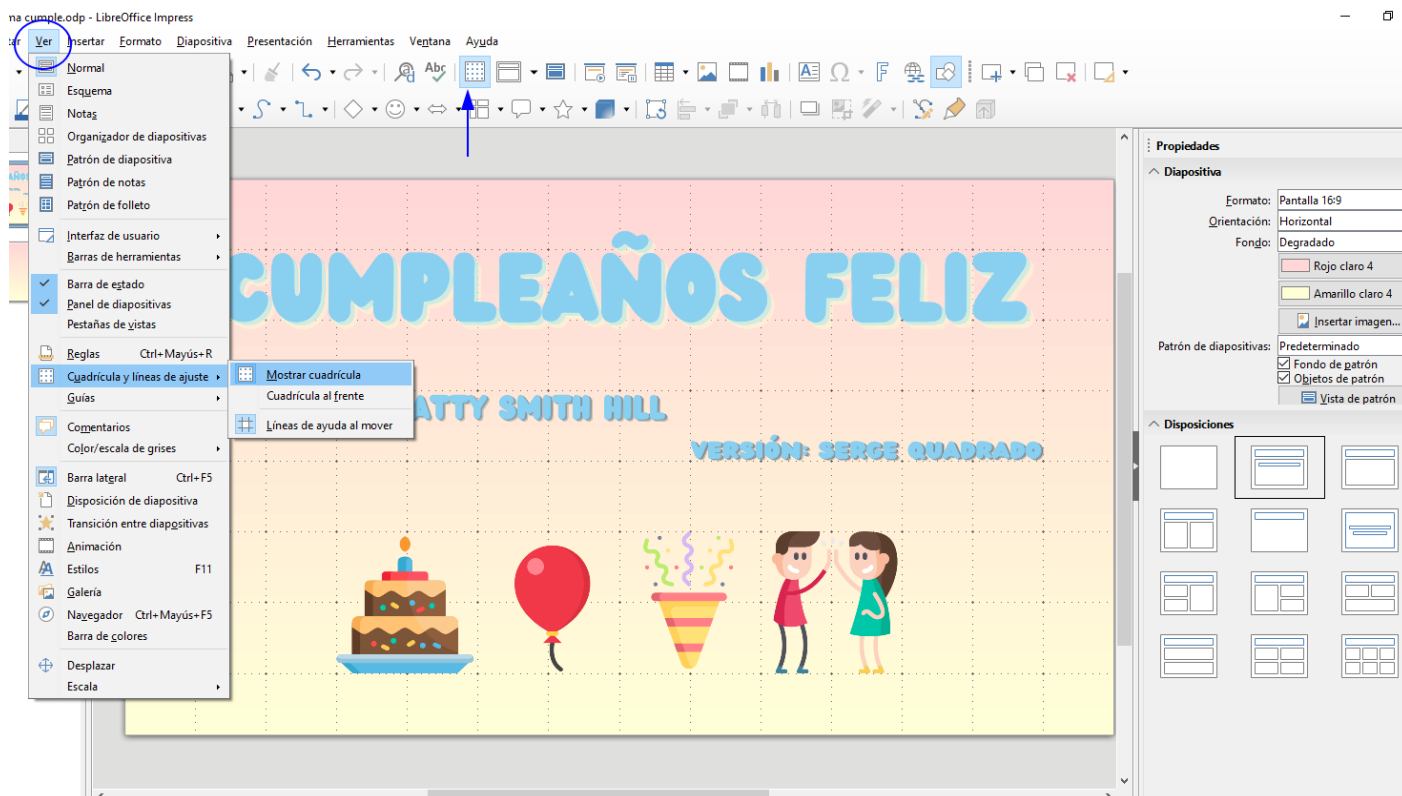 ma cumple.odp - LibreOffice Impress
Ver Insertar Formato Diapositiva Presentación Herramientas Ventana Ayuda
Normal
Esquema
Notas
Organizador de diapositivas
Patrón de diapositiva
Patrón de notas
Patrón de folleto
Interfaz de usuario
Barras de herramientas
Barra de estado
Panel de diapositivas
Pestañas de vistas
Reglas Ctrl+Mayús+R
Cuadrícula y líneas de ajuste
Guías
Comentarios
Color/escala de grises
Barra lateral Ctrl+F5
Disposición de diapositiva
Transición entre diapositivas
Animación
Estilos F11
Galería
Navegador Ctrl+Mayús+F5
Barra de colores
Desplazar
Escala
Mostrar cuadrícula
Cuadrícula al frente
Líneas de ayuda al mover
Abc
CUMPLEAÑOS FELIZ
ATTY SMITH HILL
VERSIÓN: SERGE QUADRADO
Propiedades
Diapositiva
Formato: Pantalla 16:9
Orientación: Horizontal
Fondo: Degradado
Rojo claro 4
Amarillo claro 4
Insertar imagen...
Patrón de diapositivas: Predeterminado
Fondo de patrón
Objetos de patrón
Vista de patrón
Disposiciones